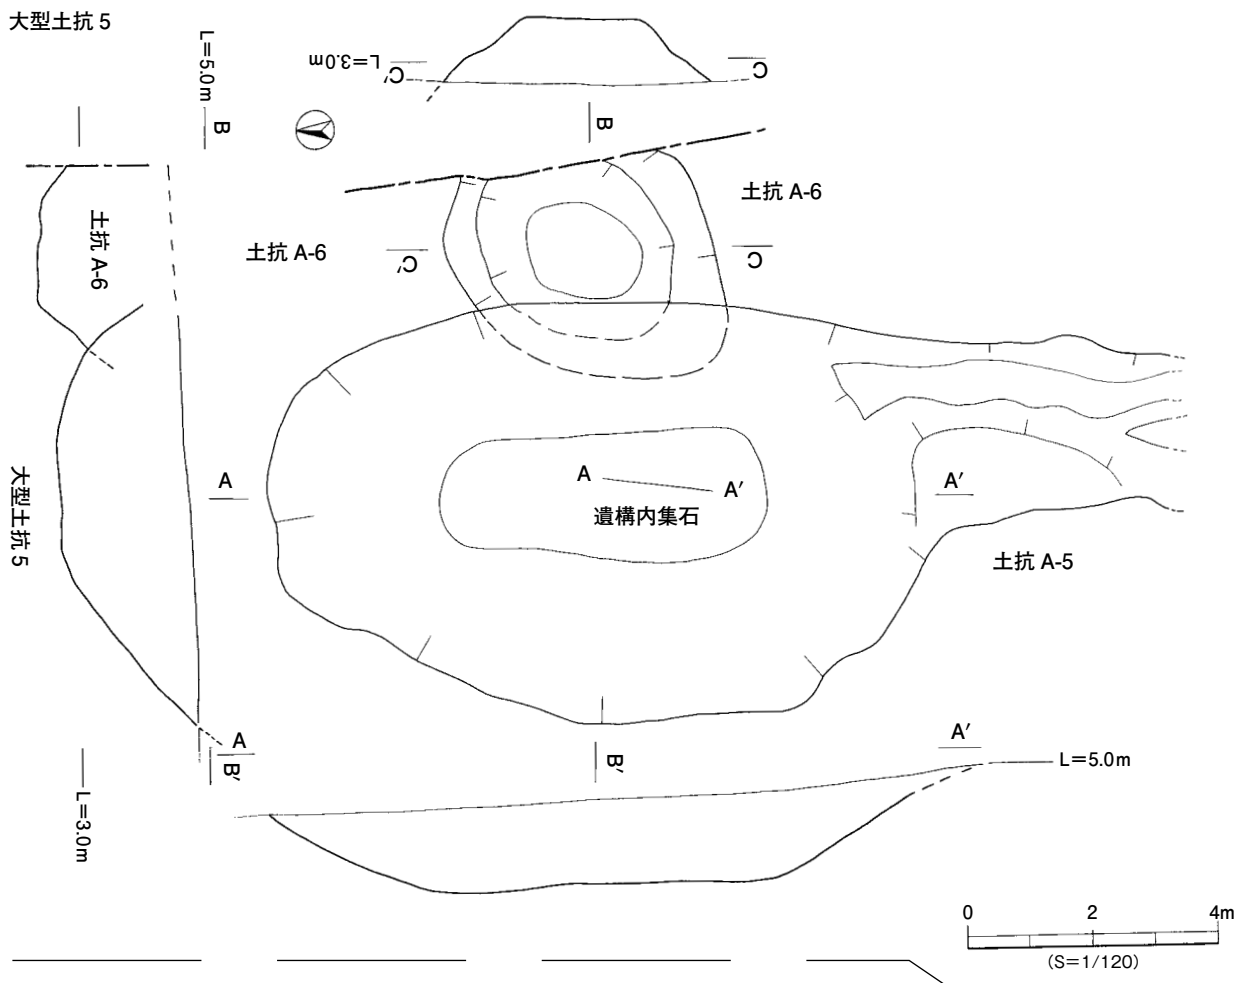 大型土抗 5
L=5.0m
L=3.0m
C′
C
B
B
土抗 A-6
土抗 A-6
土抗 A-6
C′
C
大型土抗 5
A
A
A′
遺構内集石
A′
土抗 A-5
A
B′
B′
A′
L=5.0m
L=3.0m
0 2 4m
(S=1/120)